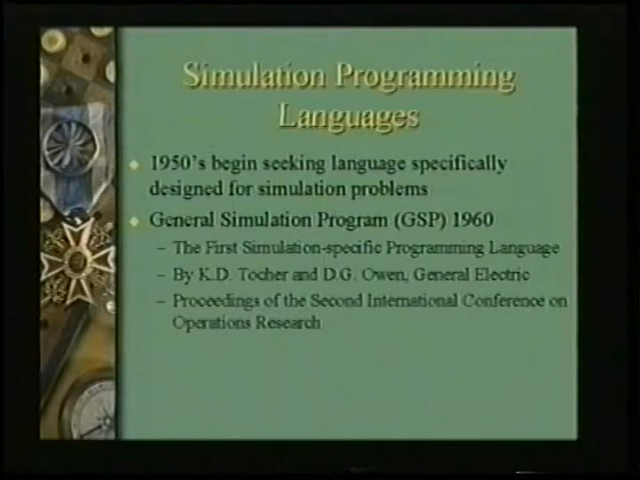 Simulation Programming
Languages
1950's begin seeking language specifically
designed for simulation problems
General Simulation Program (GSP) 1960
– The First Simulation-specific Programming Language
– By K.D. Tocher and D.G. Owen, General Electric
– Proceedings of the Second International Conference on
Operations Research